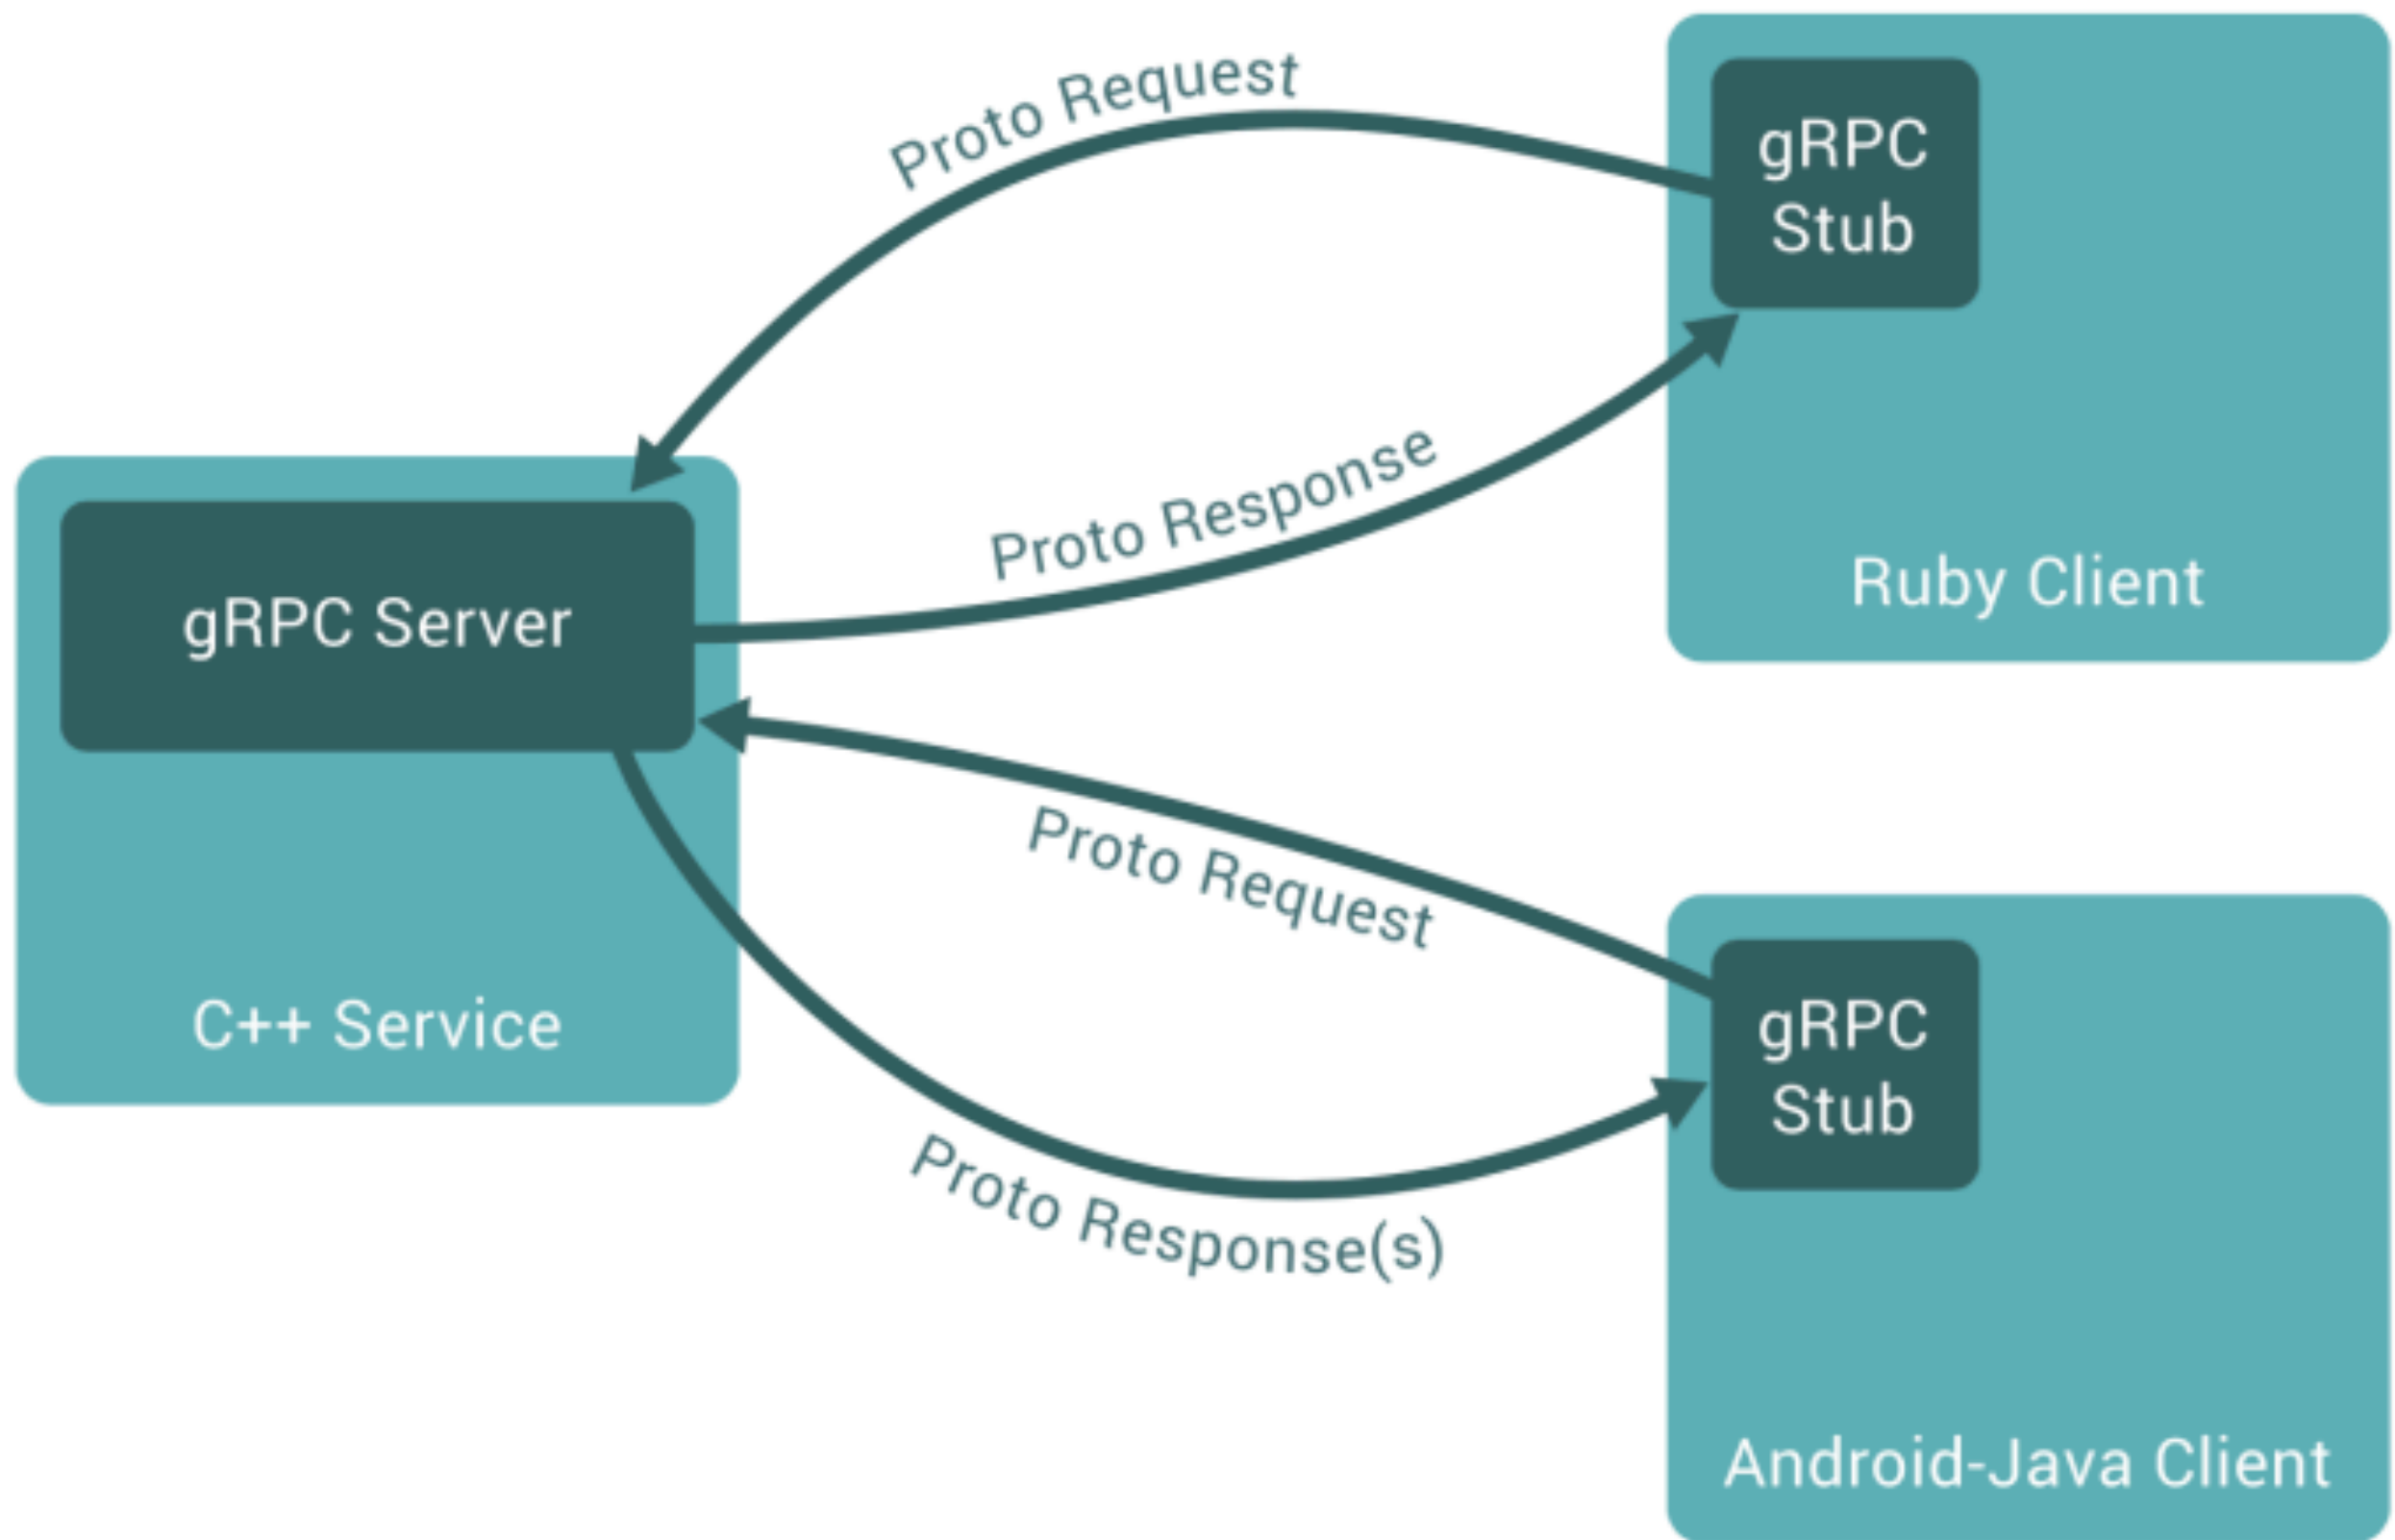 Proto Request
gRPC
Stub
Proto Response
Ruby Client
gRPC Server
C++ Service
Proto Request
gRPC
Stub
Proto Response(s)
Android-Java Client